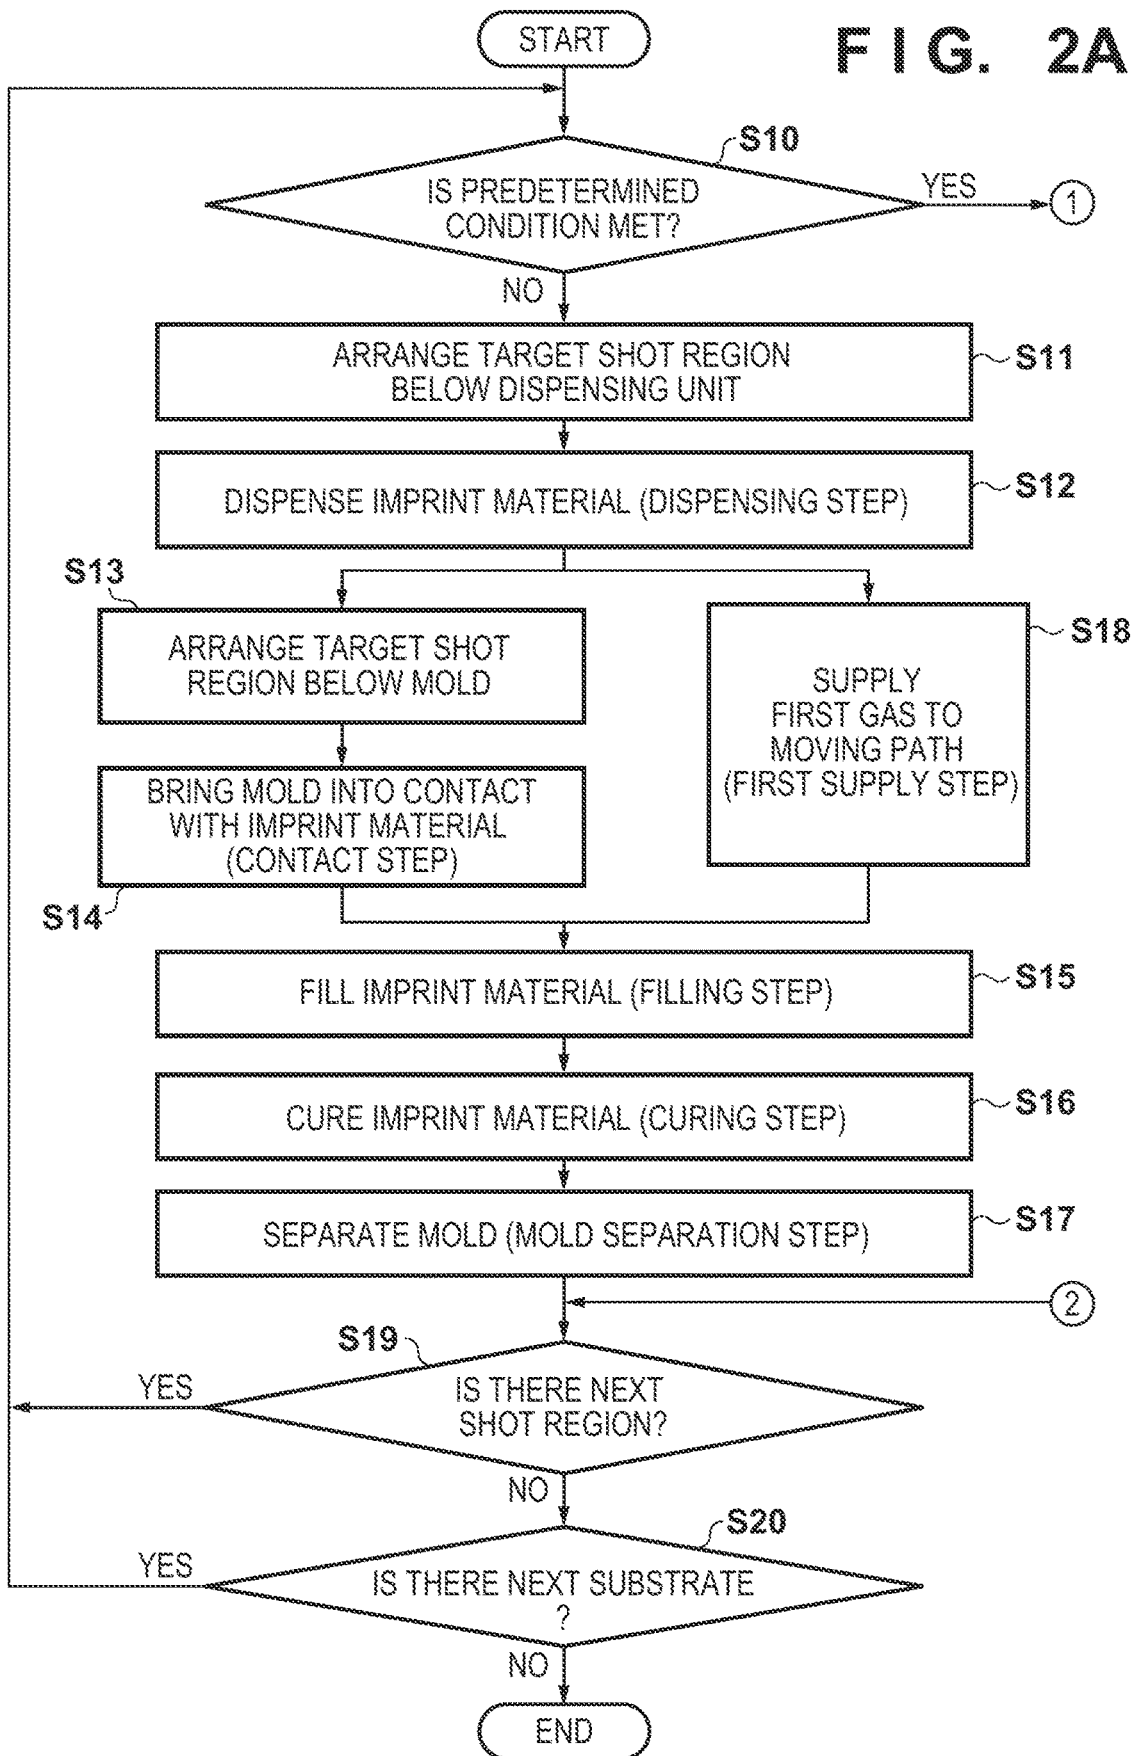 START
FIG. 2A
S10
IS PREDETERMINED
CONDITION MET?
YES
1
NO
ARRANGE TARGET SHOT REGION
BELOW DISPENSING UNIT
S11
DISPENSE IMPRINT MATERIAL (DISPENSING STEP)
S12
S13
ARRANGE TARGET SHOT
REGION BELOW MOLD
S18
SUPPLY
FIRST GAS TO
MOVING PATH
(FIRST SUPPLY STEP)
BRING MOLD INTO CONTACT
WITH IMPRINT MATERIAL
(CONTACT STEP)
S14
FILL IMPRINT MATERIAL (FILLING STEP)
S15
CURE IMPRINT MATERIAL (CURING STEP)
S16
SEPARATE MOLD (MOLD SEPARATION STEP)
S17
2
S19
YES
IS THERE NEXT
SHOT REGION?
NO
S20
YES
IS THERE NEXT SUBSTRATE
?
NO
END